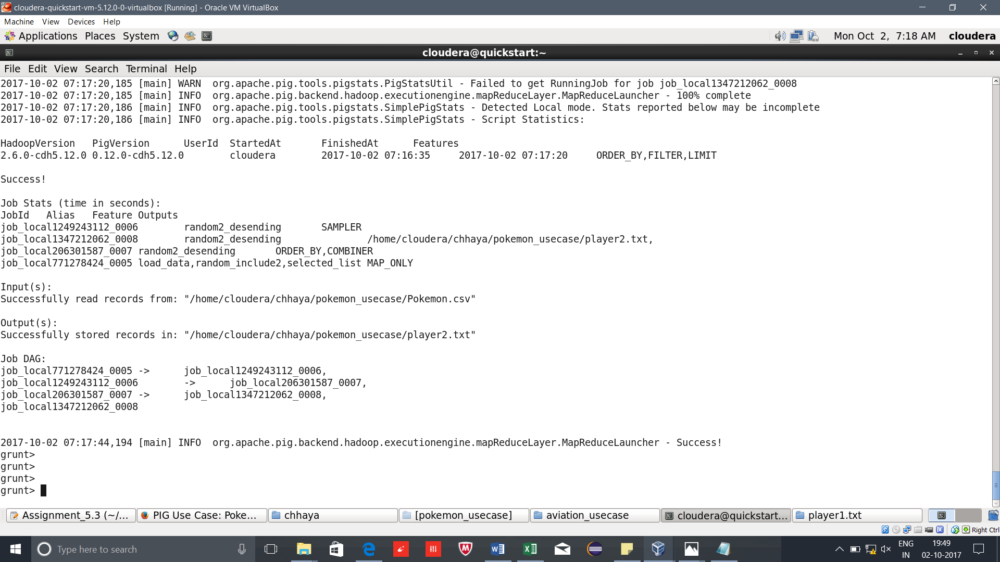 cloudera-quickstart-vm-5.12.0-0-virtualbox [Running] - Oracle VM VirtualBox
Machine View Devices Help
Applications Places System Mon Oct 2, 7:18 AM cloudera
cloudera@quickstart:~
File Edit View Search Terminal Help
2017-10-02 07:17:20,185 [main] WARN org.apache.pig.tools.pigstats.PigStatsUtil - Failed to get RunningJob for job job_local1347212062_0008
2017-10-02 07:17:20,185 [main] INFO org.apache.pig.backend.hadoop.executionengine.mapReduceLayer.MapReduceLauncher - 100% complete
2017-10-02 07:17:20,186 [main] INFO org.apache.pig.tools.pigstats.SimplePigStats - Detected Local mode. Stats reported below may be incomplete
2017-10-02 07:17:20,186 [main] INFO org.apache.pig.tools.pigstats.SimplePigStats - Script Statistics:
HadoopVersion PigVersion UserId StartedAt FinishedAt Features
2.6.0-cdh5.12.0 0.12.0-cdh5.12.0 cloudera 2017-10-02 07:16:35 2017-10-02 07:17:20 ORDER_BY,FILTER,LIMIT
Success!
Job Stats (time in seconds):
JobId Alias Feature Outputs
job_local1249243112_0006 random2_desending SAMPLER
job_local1347212062_0008 random2_desending /home/cloudera/chhaya/pokemon_usecase/player2.txt,
job_local206301587_0007 random2_desending ORDER_BY,COMBINER
job_local771278424_0005 load_data,random_include2,selected_list MAP_ONLY
Input(s):
Successfully read records from: "/home/cloudera/chhaya/pokemon_usecase/Pokemon.csv"
Output(s):
Successfully stored records in: "/home/cloudera/chhaya/pokemon_usecase/player2.txt"
Job DAG:
job_local771278424_0005 -> job_local1249243112_0006,
job_local1249243112_0006 -> job_local206301587_0007,
job_local206301587_0007 -> job_local1347212062_0008,
job_local1347212062_0008
2017-10-02 07:17:44,194 [main] INFO org.apache.pig.backend.hadoop.executionengine.mapReduceLayer.MapReduceLauncher - Success!
grunt>
grunt>
grunt>
grunt>
Assignment_5.3 (~/... PIG Use Case: Poke... chhaya [pokemon_usecase] aviation_usecase cloudera@quickstart... player1.txt
Right Ctrl
Type here to search
ENG
IN
19:49
02-10-2017